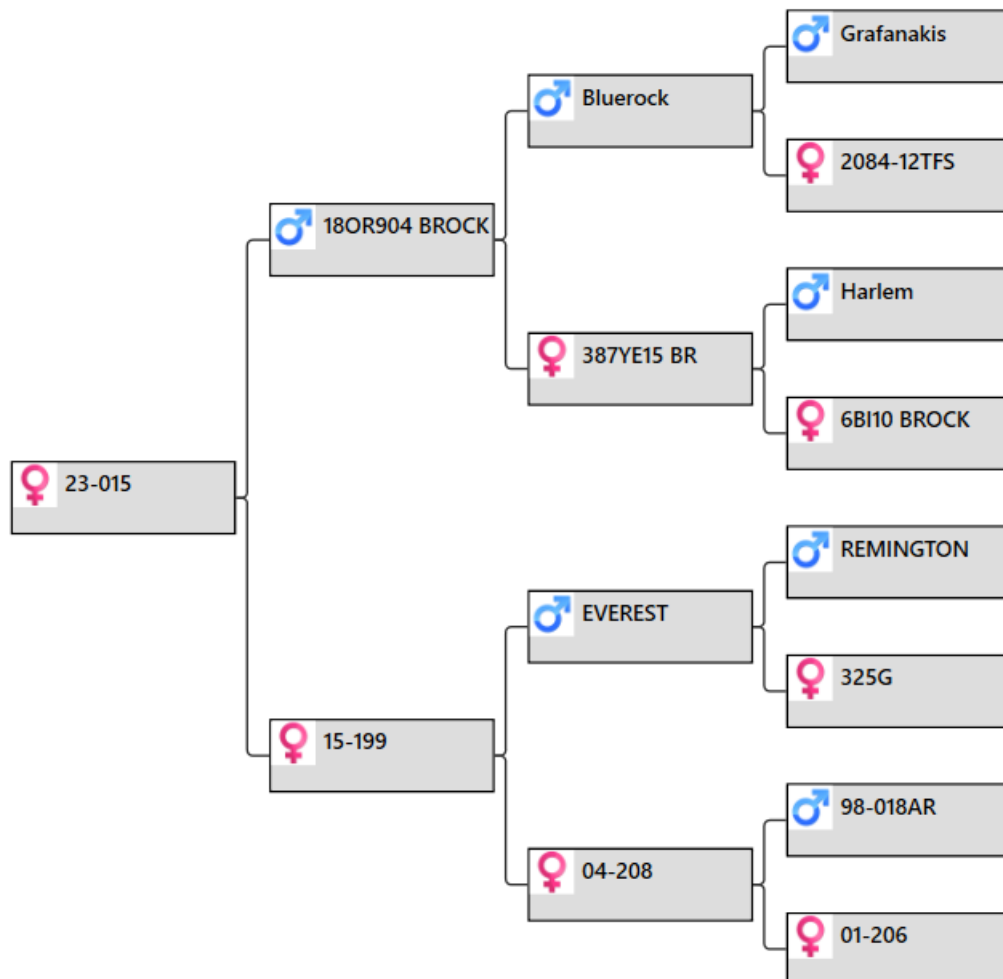 Grafanakis
Bluerock
2084-12TFS
18OR904 BROCK
Harlem
387YE15 BR
6BI10 BROCK
23-015
REMINGTON
EVEREST
325G
15-199
98-018AR
04-208
01-206